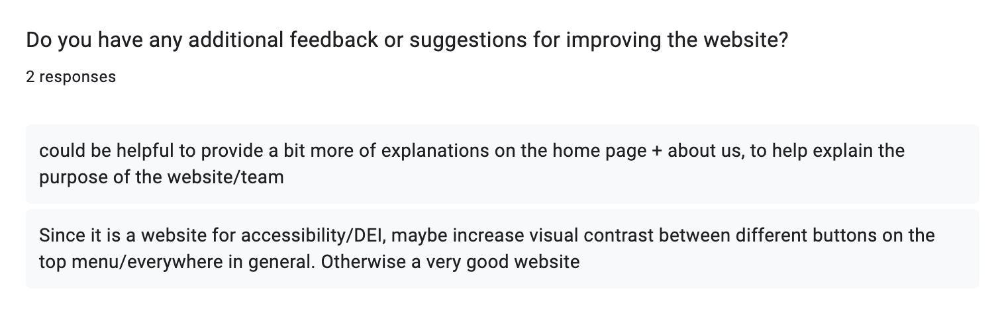 Do you have any additional feedback or suggestions for improving the website?
2 responses
could be helpful to provide a bit more of explanations on the home page + about us, to help explain the
purpose of the website/team
Since it is a website for accessibility/DEI, maybe increase visual contrast between different buttons on the
top menu/everywhere in general. Otherwise a very good website